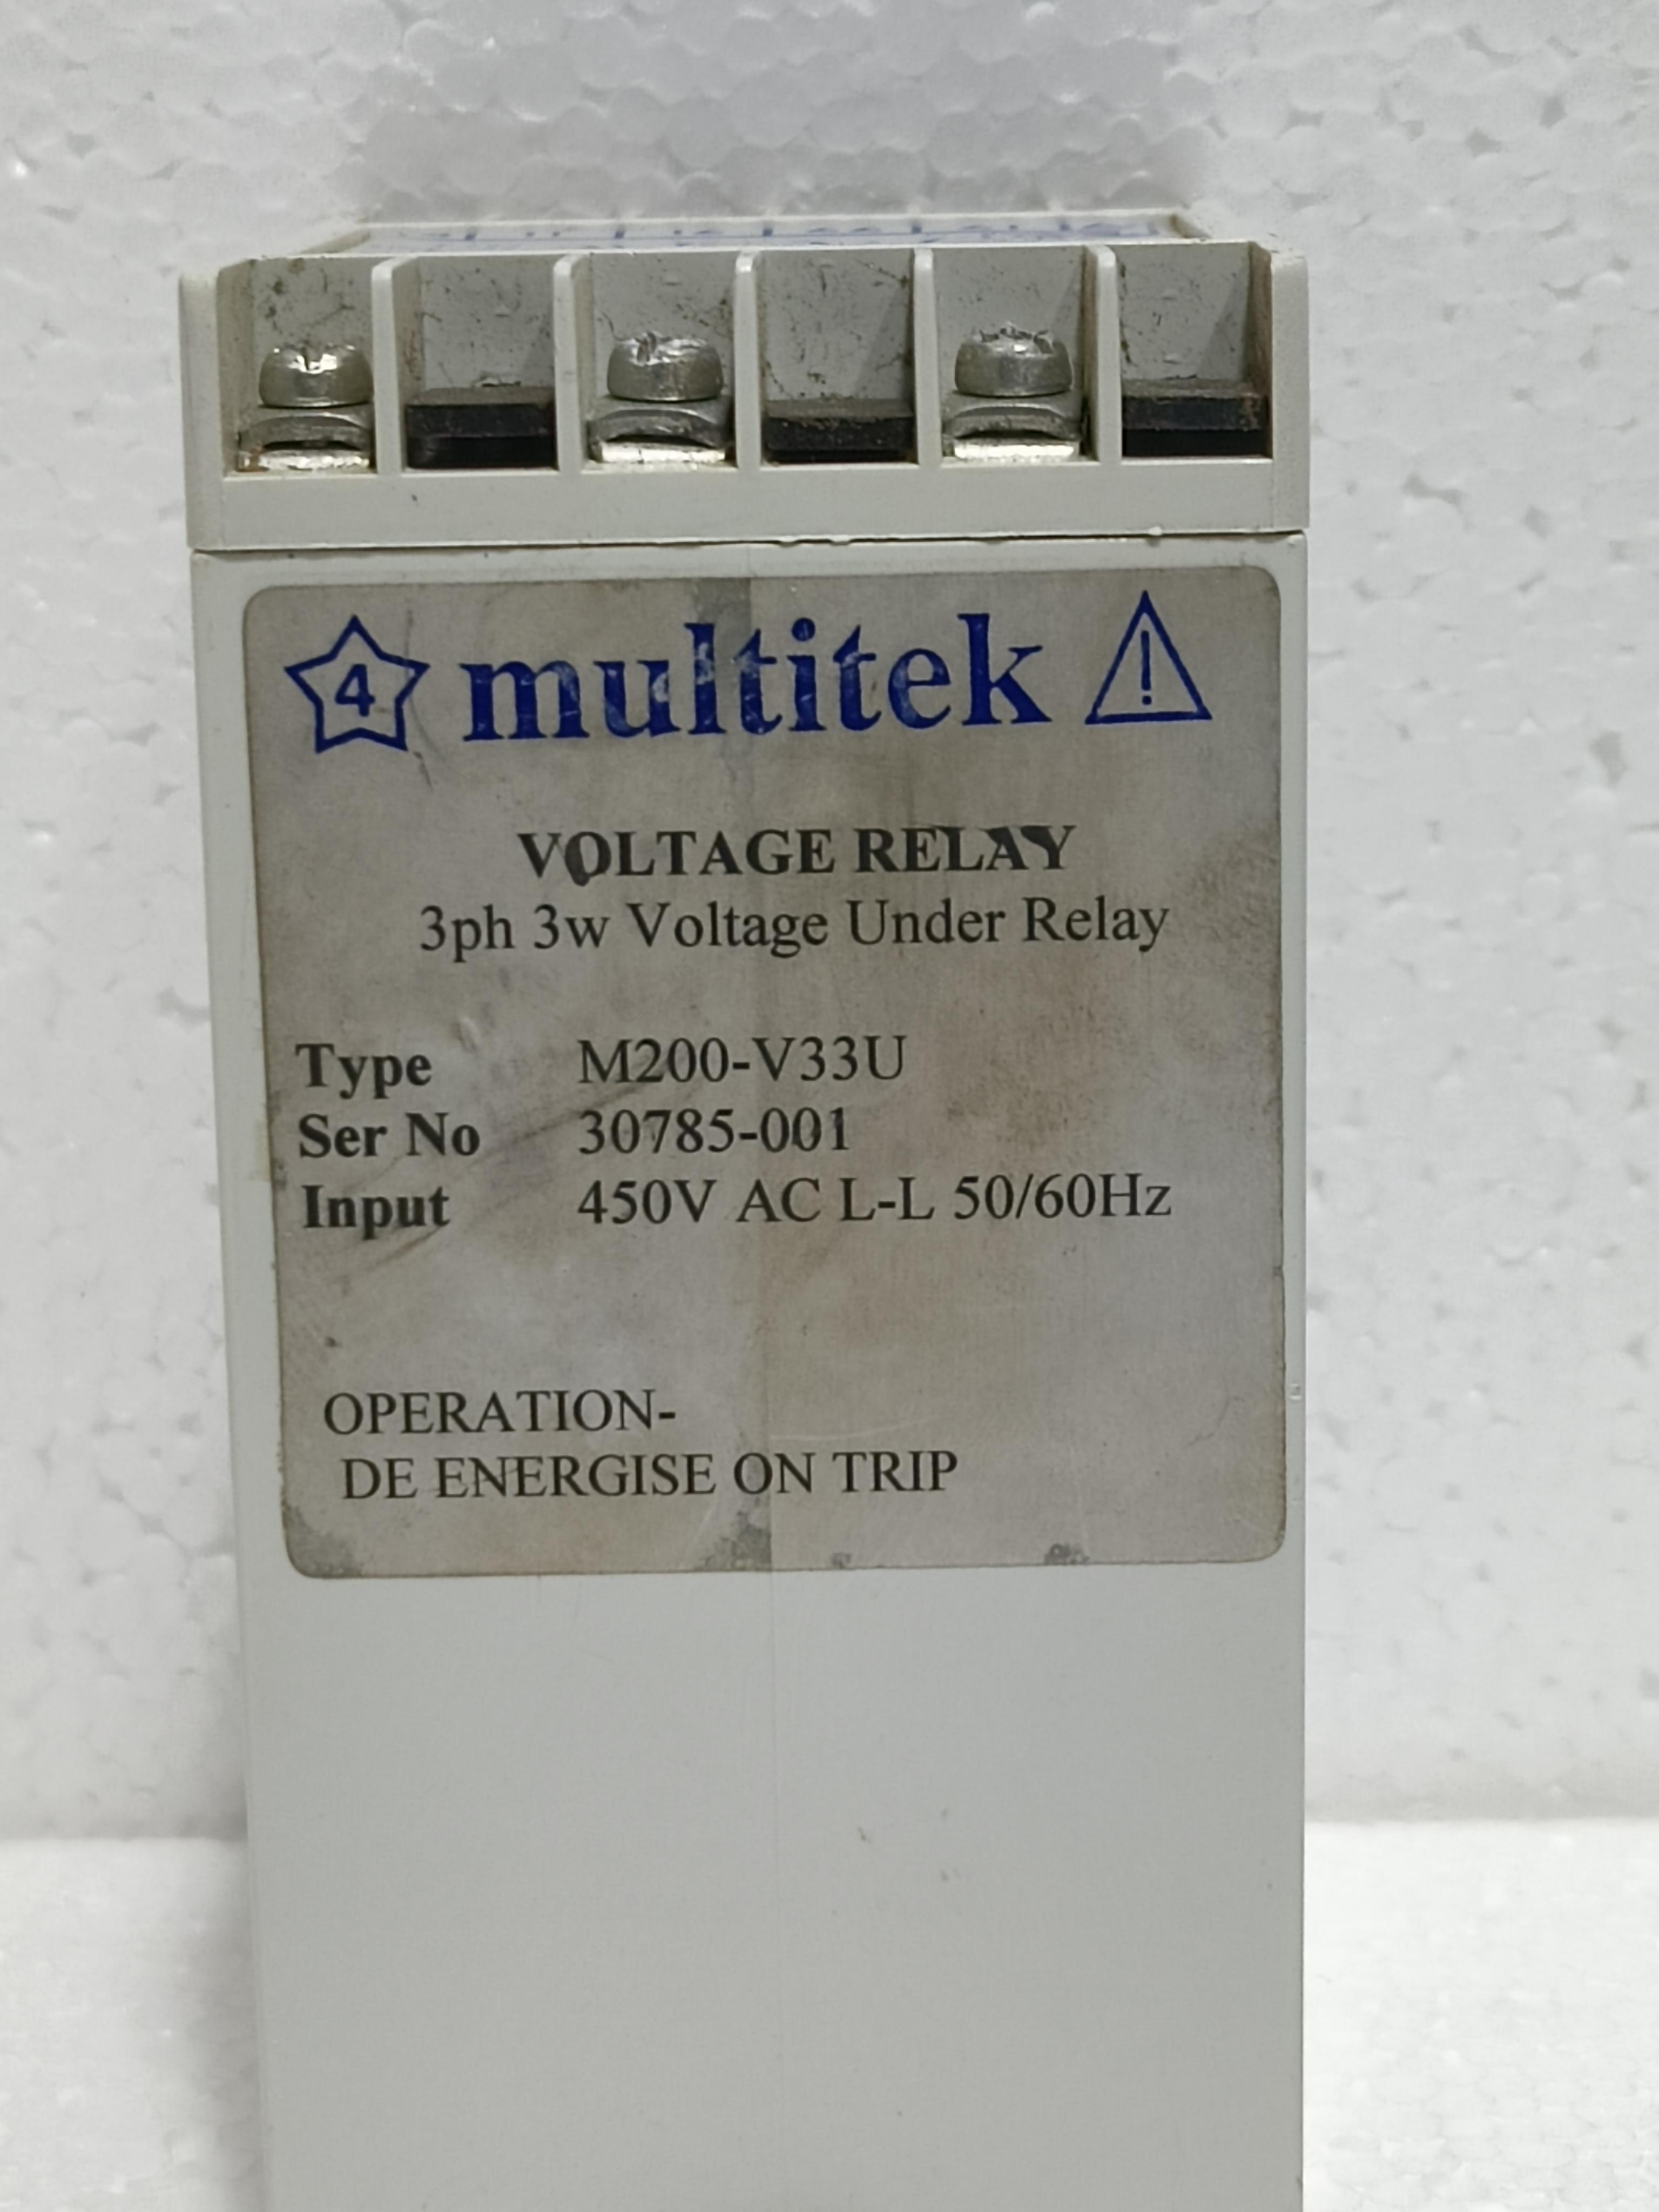 4 multitek !
VOLTAGE RELAY
3ph 3w Voltage Under Relay
Type M200-V33U
Ser No 30785-001
Input 450V AC L-L 50/60Hz
OPERATION-
DE ENERGISE ON TRIP